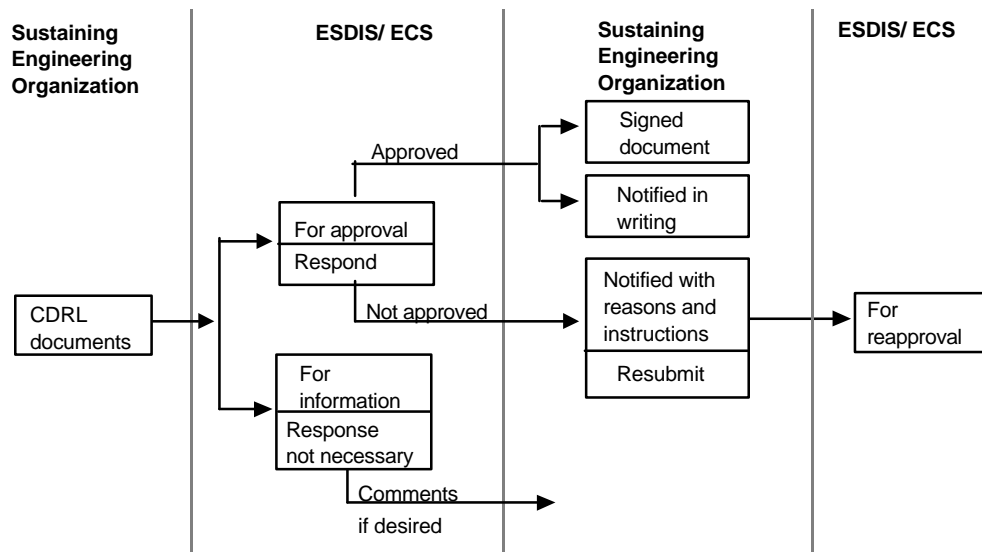 Sustaining
Engineering
Organization
ESDIS/ ECS
Sustaining
Engineering
Organization
ESDIS/ ECS
Signed
document
Approved
Notified in
writing
For approval
Respond
Notified with
reasons and
instructions
Resubmit
Not approved
CDRL
documents
For
reapproval
For
information
Response
not necessary
Comments
if desired